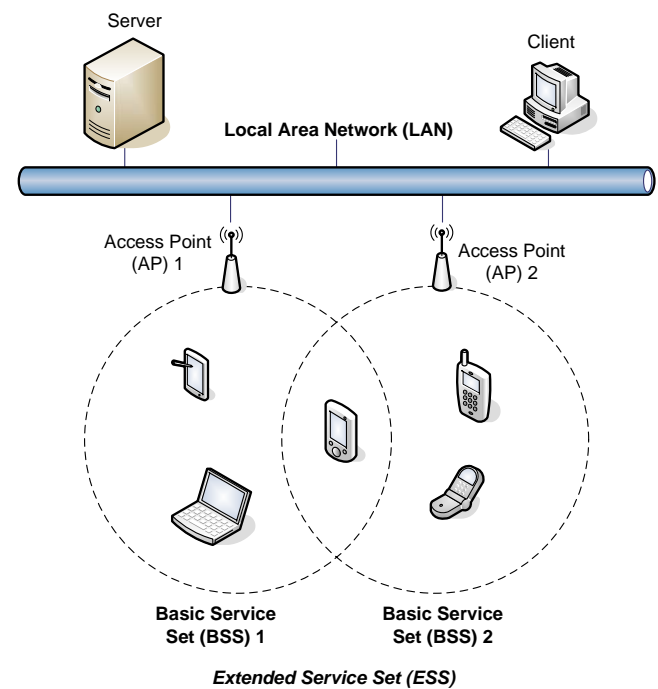 Server
Client
Local Area Network (LAN)
Access Point
(AP) 1
Access Point
(AP) 2
Basic Service
Set (BSS) 1
Basic Service
Set (BSS) 2
Extended Service Set (ESS)